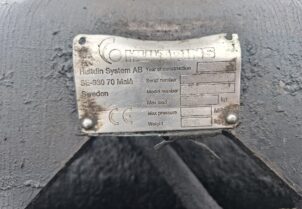 Hultdin System AB Year of construction
SE-930 70 Malå Serial number
Sweden
Model number
Max load kg
Max pressure
CE Weight